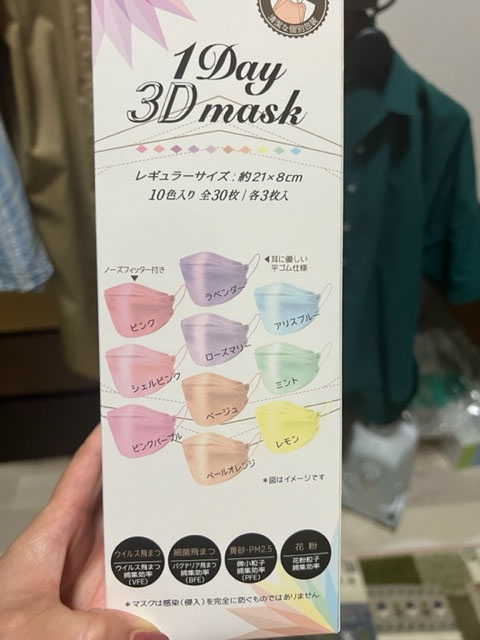 清潔な個別包装
1Day
3D mask
レギュラーサイズ：約21×8cm
10色入り 全30枚 | 各3枚入
ノーズフィッター付き
◀耳に優しい
平ゴム仕様
ラベンダー
ピンク
アリスブルー
ローズマリー
シェルピンク
ミント
ベージュ
ピンクパープル
レモン
ペールオレンジ
＊図はイメージです
ウイルス飛まつ
ウイルス飛まつ
捕集効率
(VFE)
細菌飛まつ
バクテリア飛まつ
捕集効率
(BFE)
黄砂・PM2.5
微小粒子
捕集効率
(PFE)
花 粉
花粉粒子
捕集効率
＊マスクは感染(侵入)を完全に防ぐものではありません